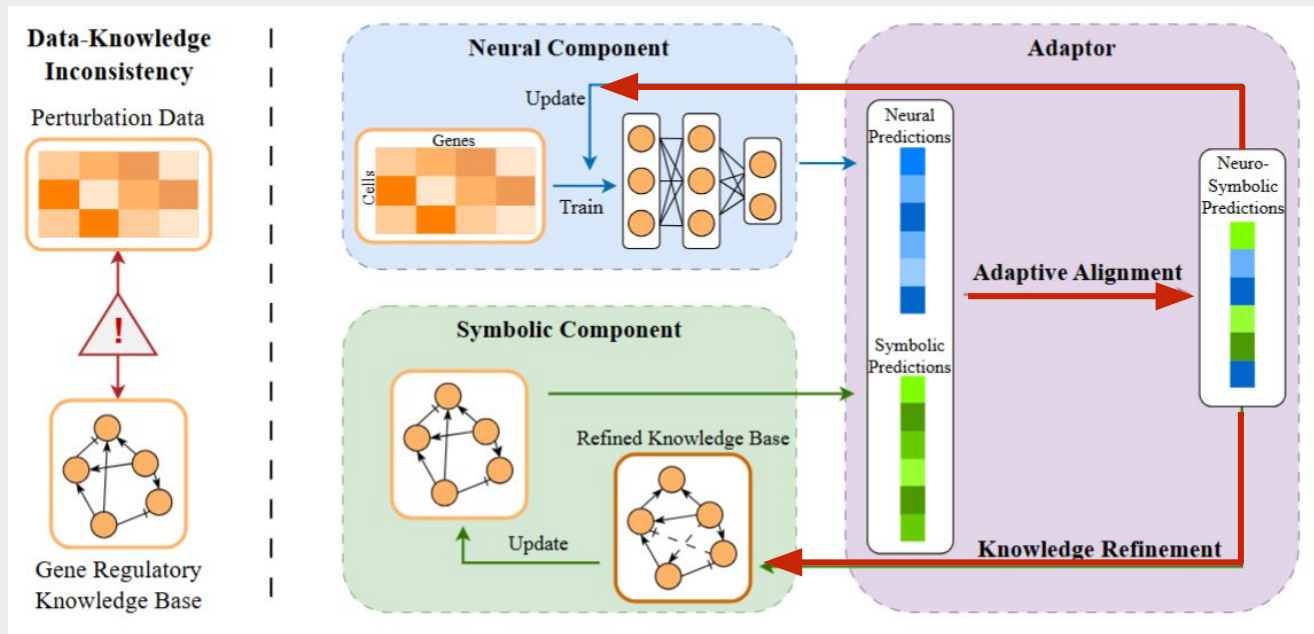 Data-Knowledge
Inconsistency
Perturbation Data
!
Gene Regulatory
Knowledge Base
Neural Component
Update
Genes
Cells
Train
Symbolic Component
Refined Knowledge Base
Update
Adaptor
Neural
Predictions
Symbolic
Predictions
Adaptive Alignment
Neuro-
Symbolic
Predictions
Knowledge Refinement